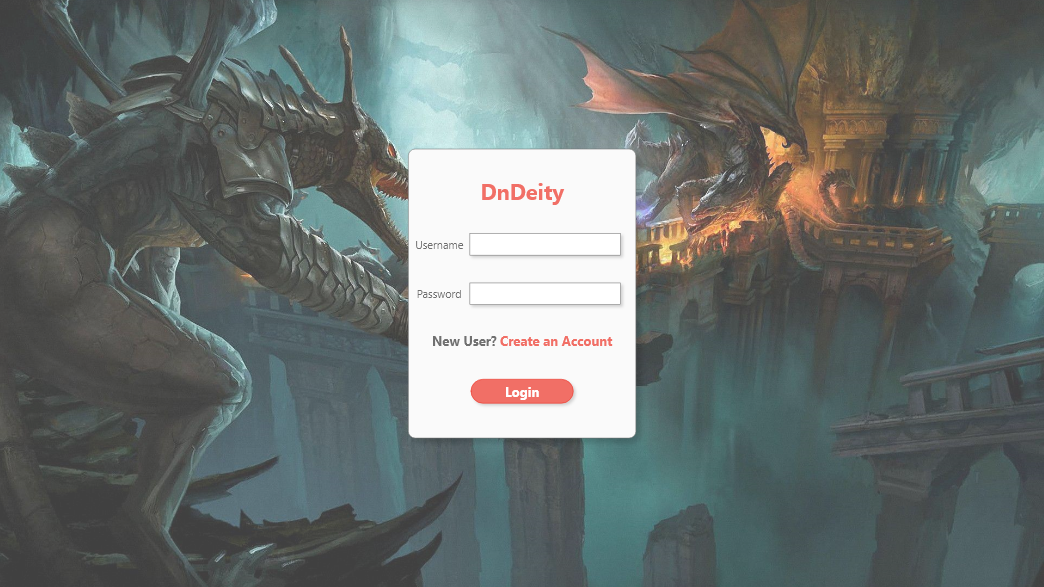 DnDeity
Username
Password
New User? Create an Account
Login